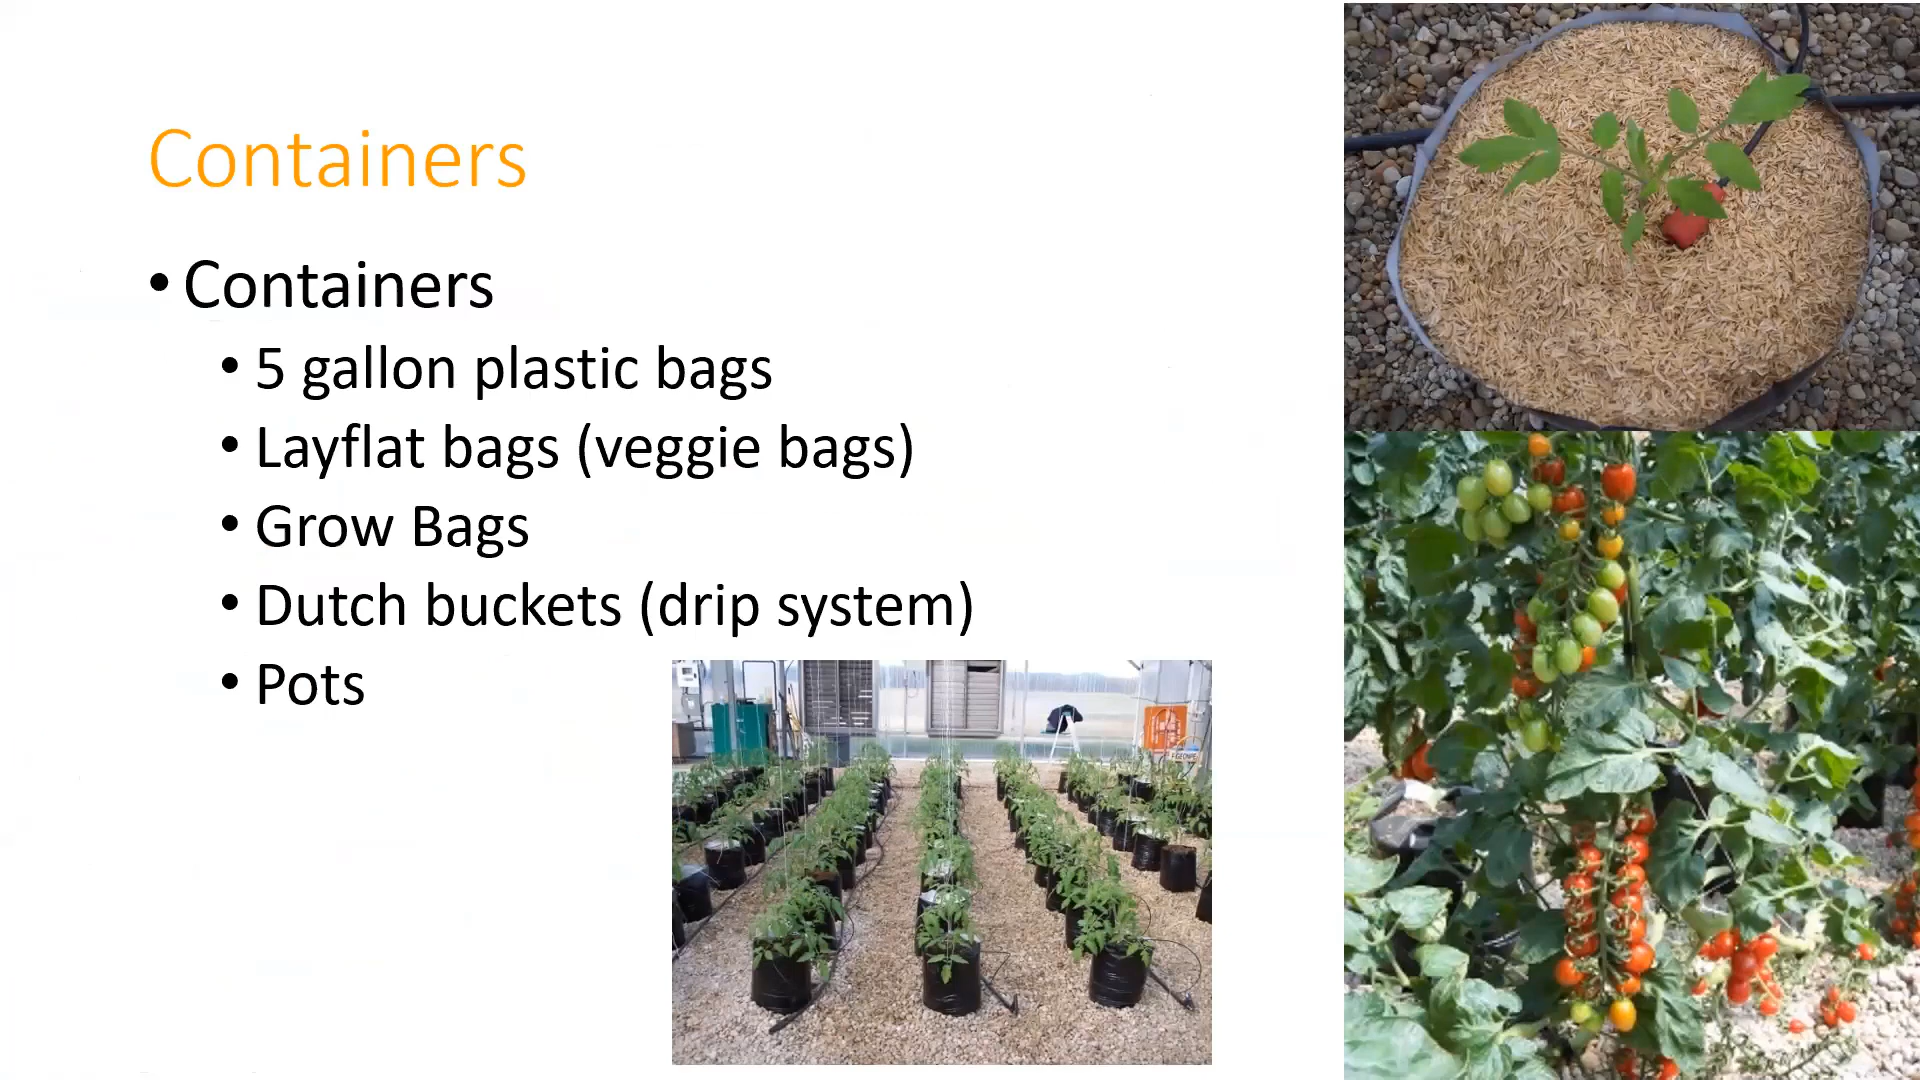 Containers
• Containers
• 5 gallon plastic bags
• Layflat bags (veggie bags)
• Grow Bags
• Dutch buckets (drip system)
• Pots